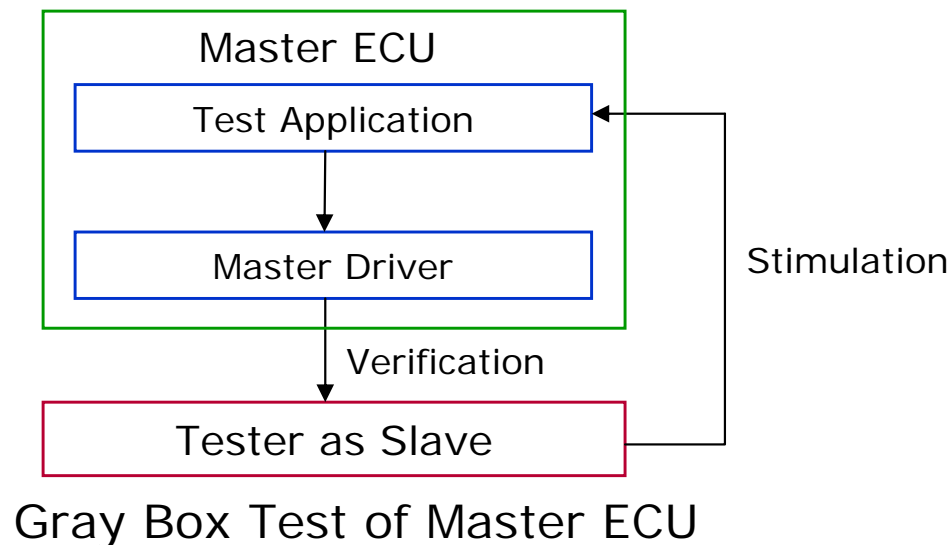 Master ECU
Test Application
Master Driver
Stimulation
Verification
Tester as Slave
Gray Box Test of Master ECU